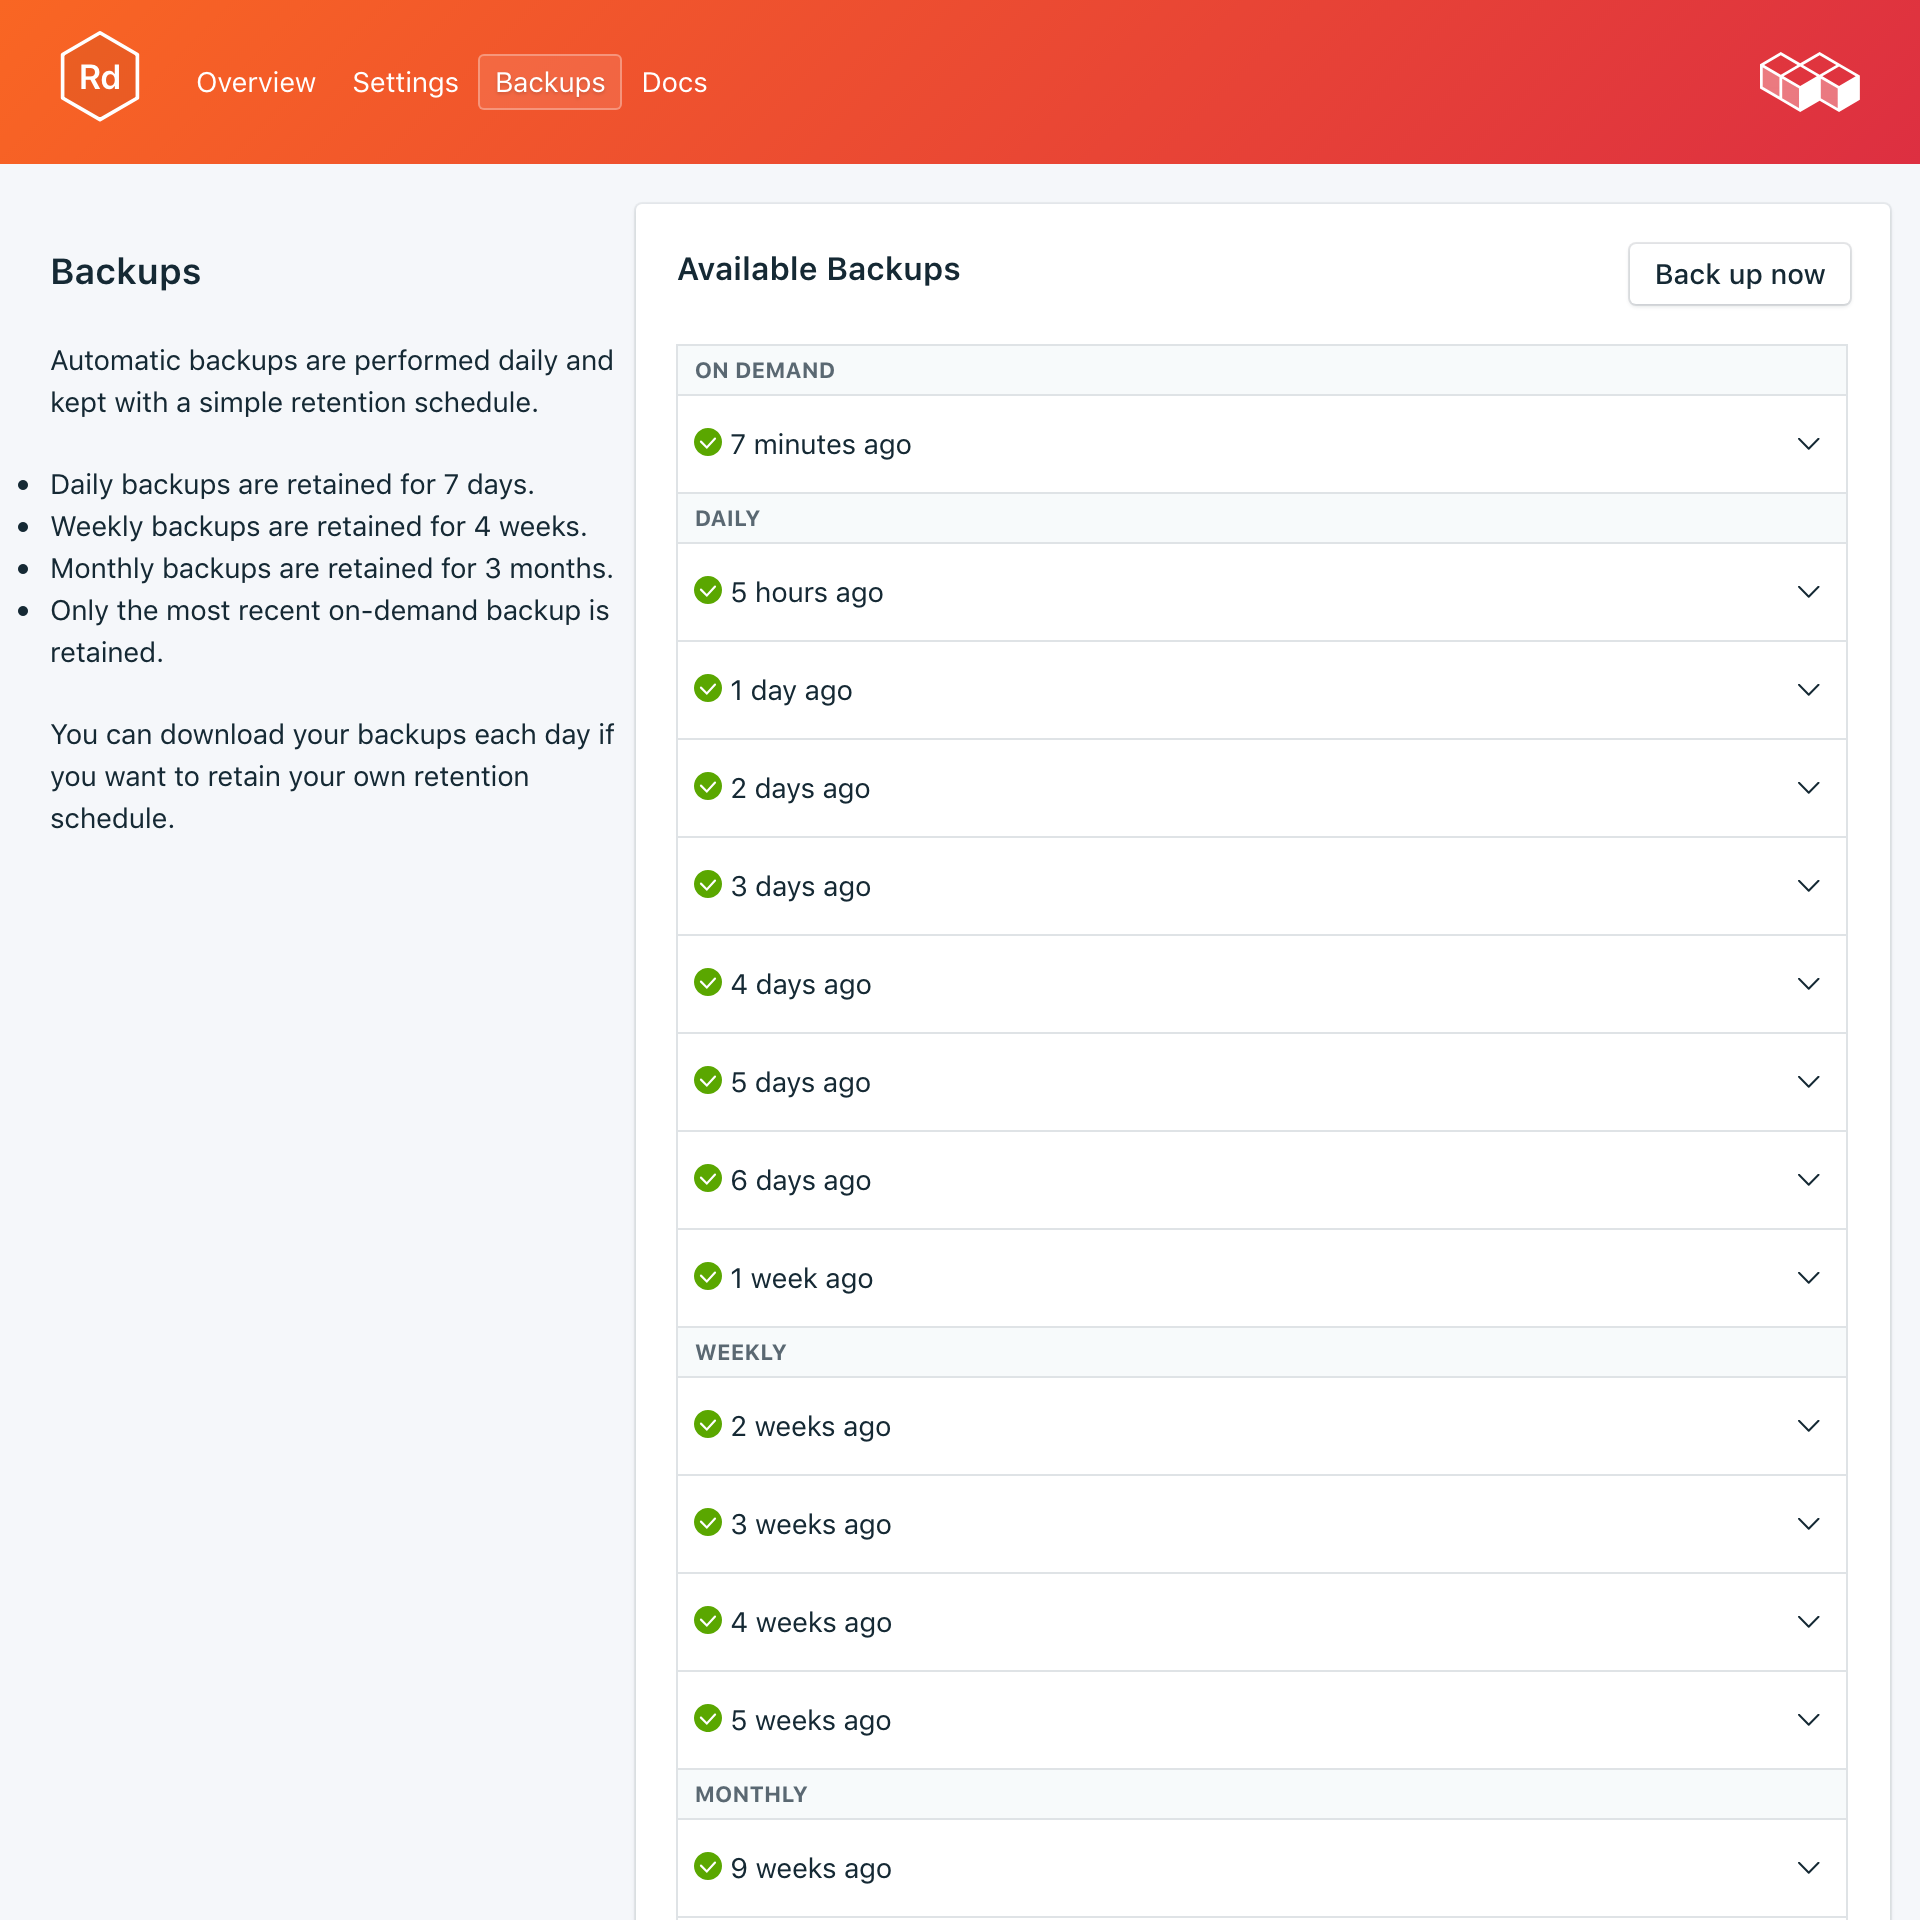 Rd
Overview
Settings
Backups
Docs
Backups
Automatic backups are performed daily and
kept with a simple retention schedule.
Daily backups are retained for 7 days.
Weekly backups are retained for 4 weeks.
Monthly backups are retained for 3 months.
Only the most recent on-demand backup is
retained.
You can download your backups each day if
you want to retain your own retention
schedule.
Available Backups
Back up now
ON DEMAND
7 minutes ago
DAILY
5 hours ago
1 day ago
2 days ago
3 days ago
4 days ago
5 days ago
6 days ago
1 week ago
WEEKLY
2 weeks ago
3 weeks ago
4 weeks ago
5 weeks ago
MONTHLY
9 weeks ago